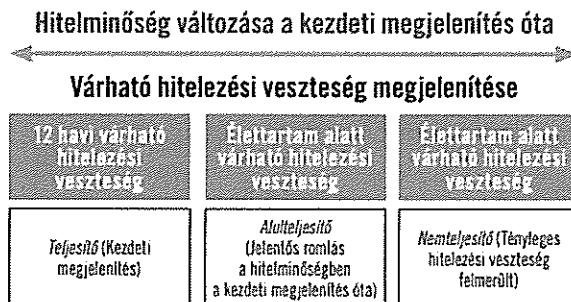 Hitelminőség változása a kezdeti megjelenítés óta
Várható hitelezési veszteség megjelenítése
12 havi várható
hitelezési
veszteség
Élettartam alatt
várható hitelezési
veszteség
Élettartam alatt
várható hitelezési
veszteség
Teljesítő (Kezdeti
megjelenítés)
Alulteljesítő
(Jelentős romlás
a hitelminőségben
a kezdeti megjelenítés óta)
Nemteljesítő (Tényleges
hitelezési veszteség
felmerült)